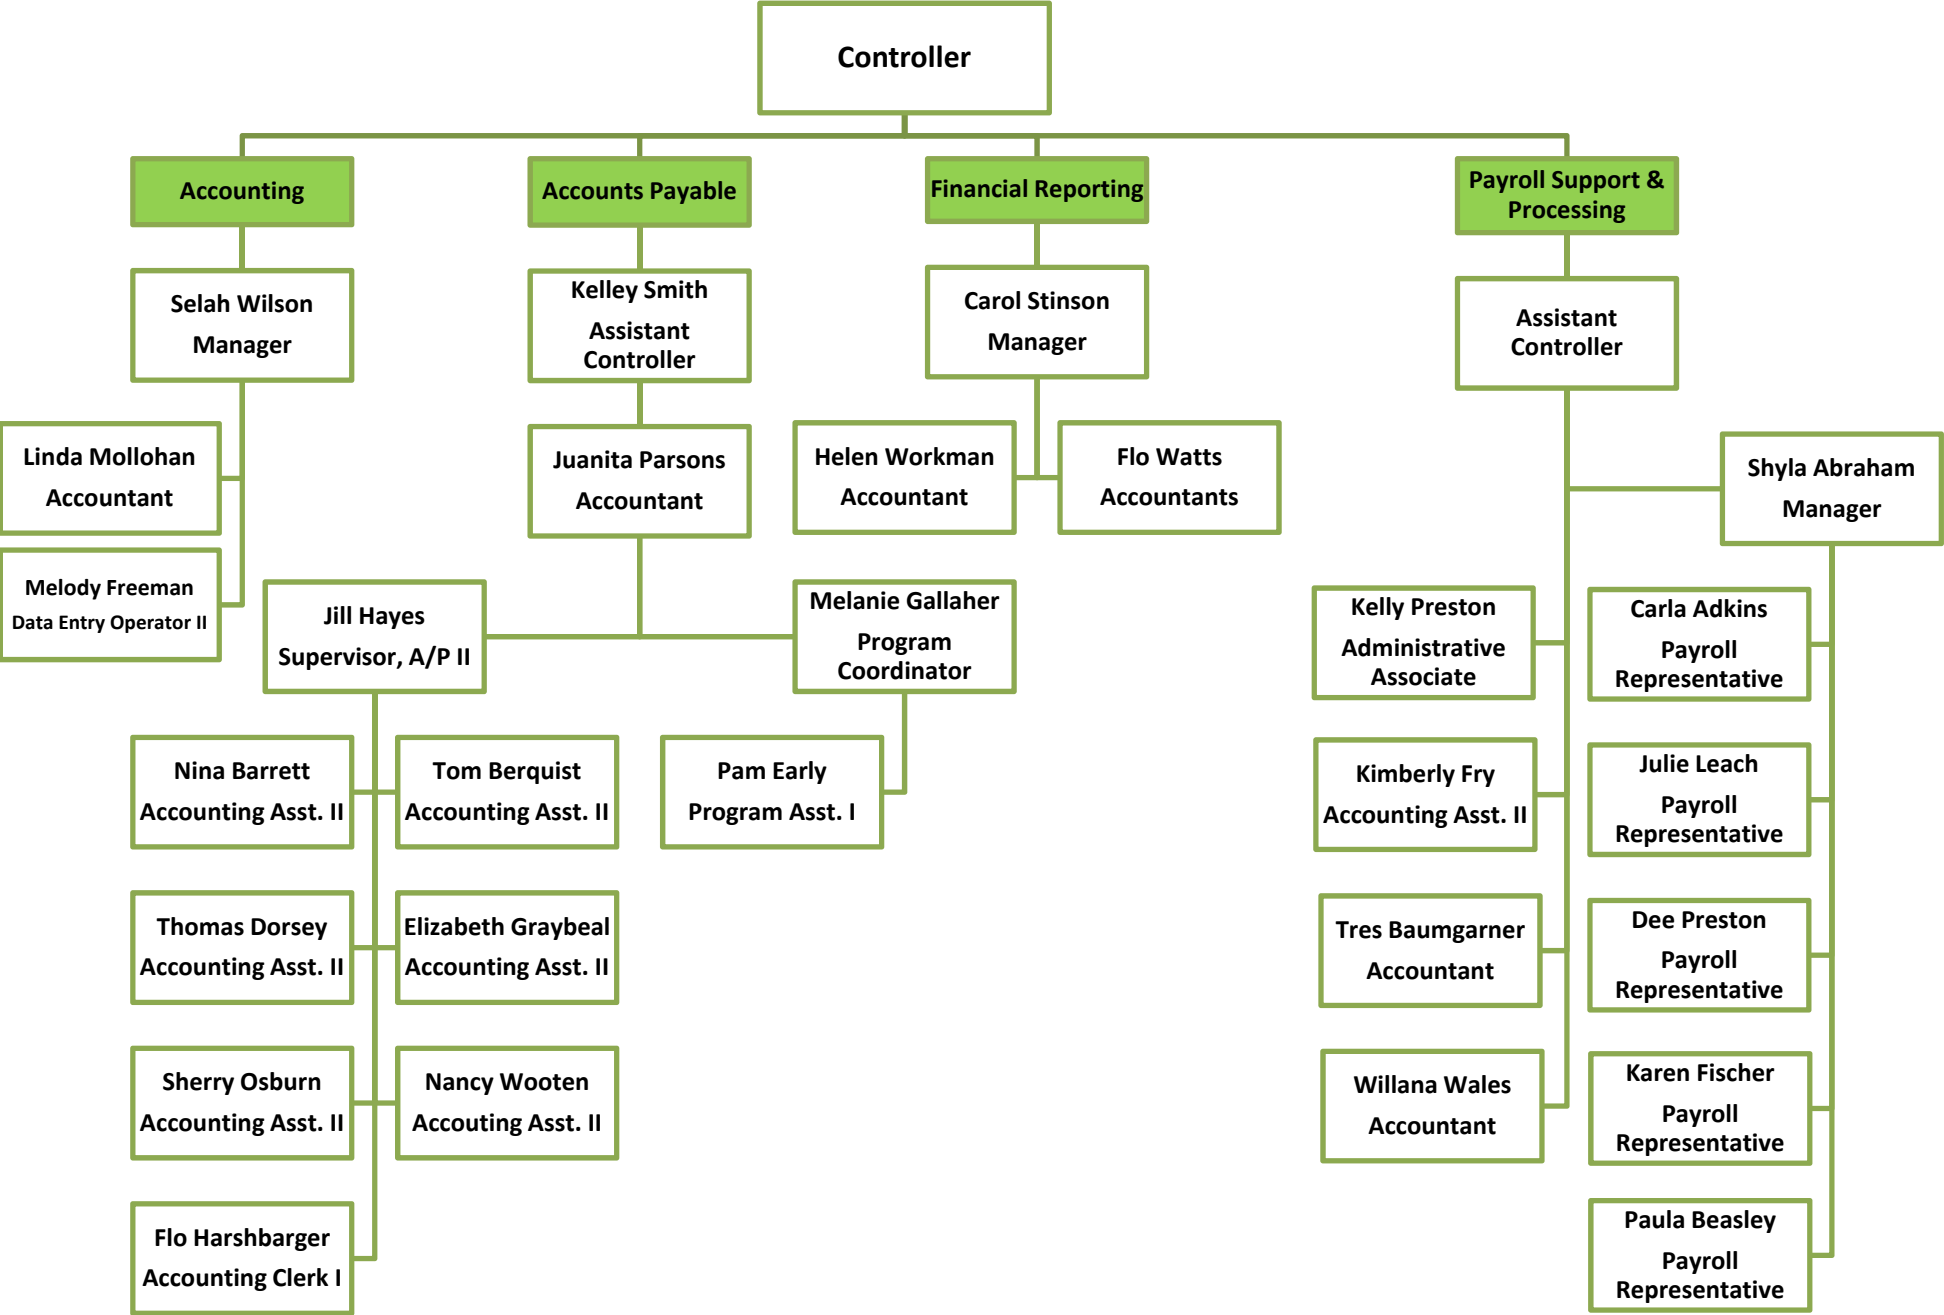 Controller
Accounting
Accounts Payable
Financial Reporting
Payroll Support &
Processing
Selah Wilson
Manager
Kelley Smith
Assistant
Controller
Carol Stinson
Manager
Assistant
Controller
Linda Mollohan
Accountant
Juanita Parsons
Accountant
Helen Workman
Accountant
Flo Watts
Accountants
Shyla Abraham
Manager
Melody Freeman
Data Entry Operator II
Jill Hayes
Supervisor, A/P II
Melanie Gallaher
Program
Coordinator
Kelly Preston
Administrative
Associate
Carla Adkins
Payroll
Representative
Nina Barrett
Accounting Asst. II
Tom Berquist
Accounting Asst. II
Pam Early
Program Asst. I
Kimberly Fry
Accounting Asst. II
Julie Leach
Payroll
Representative
Thomas Dorsey
Accounting Asst. II
Elizabeth Graybeal
Accounting Asst. II
Tres Baumgarner
Accountant
Dee Preston
Payroll
Representative
Sherry Osburn
Accounting Asst. II
Nancy Wooten
Accouting Asst. II
Willana Wales
Accountant
Karen Fischer
Payroll
Representative
Flo Harshbarger
Accounting Clerk I
Paula Beasley
Payroll
Representative